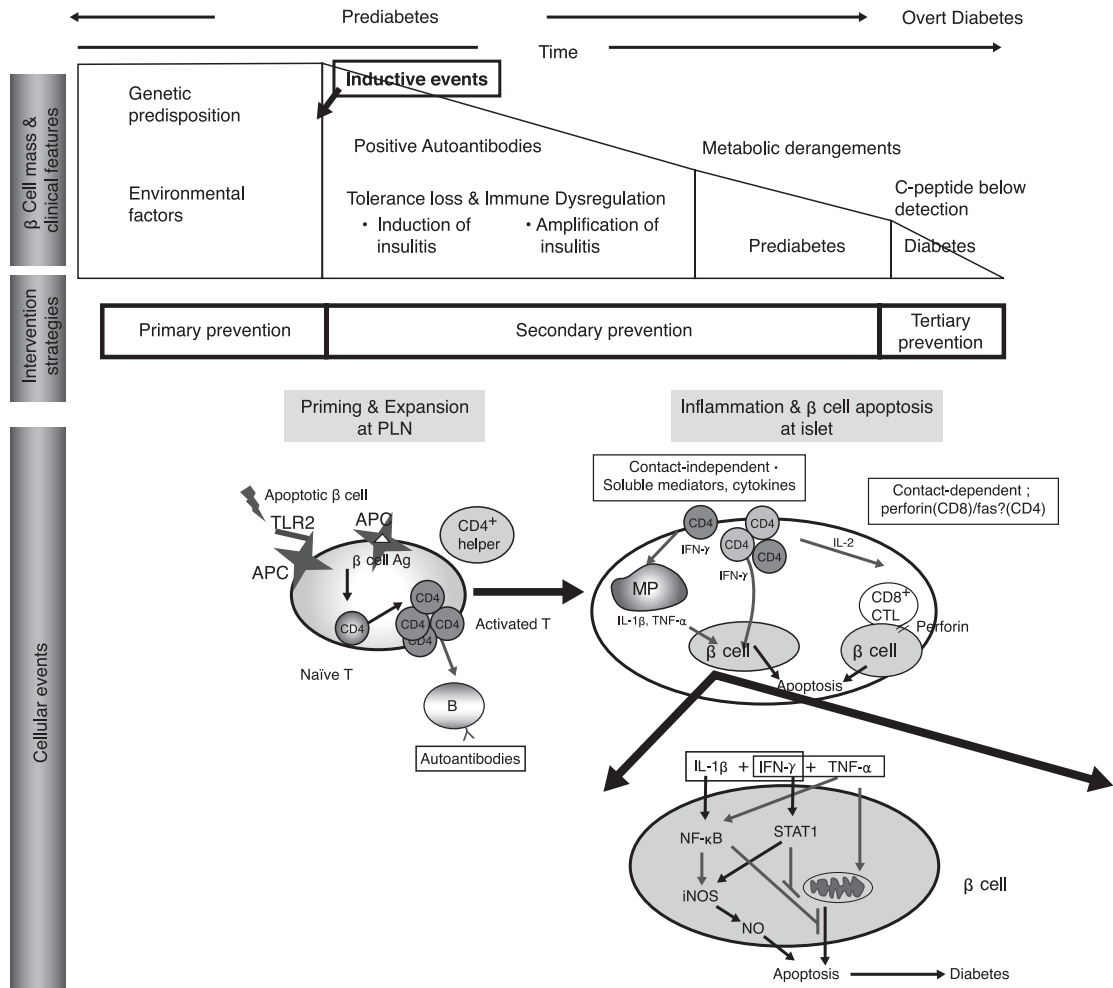 Prediabetes
Overt Diabetes
Time
β Cell mass &
clinical features
Inductive events
Genetic
predisposition
Environmental
factors
Positive Autoantibodies
Tolerance loss & Immune Dysregulation
• Induction of
insulitis
• Amplification of
insulitis
Metabolic derangements
Prediabetes
C-peptide below
detection
Diabetes
Intervention
strategies
Primary prevention
Secondary prevention
Tertiary
prevention
Cellular events
Priming & Expansion
at PLN
Apoptotic β cell
TLR2
APC
APC
β cell Ag
CD4+
helper
CD4
CD4
CD4
CD4
CD4
Activated T
Naïve T
B
Autoantibodies
Inflammation & β cell apoptosis
at islet
Contact-independent •
Soluble mediators, cytokines
Contact-dependent ;
perforin(CD8)/fas?(CD4)
CD4
CD4
CD4
CD4
IFN-γ
IFN-γ
IL-2
MP
IL-1β, TNF-α
CD8+
CTL
Perforin
β cell
β cell
Apoptosis
IL-1β + IFN-γ + TNF-α
NF-κB
STAT1
iNOS
NO
β cell
Apoptosis
Diabetes